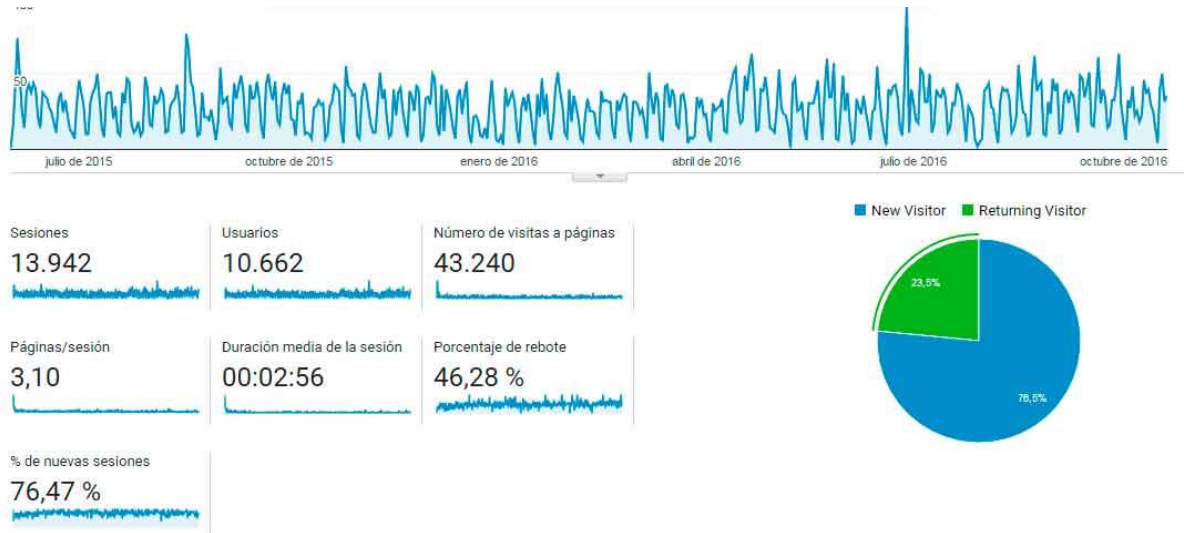 100
50
julio de 2015 octubre de 2015 enero de 2016 abril de 2016 julio de 2016 octubre de 2016
New Visitor Returning Visitor
Sesiones Usuarios Número de visitas a páginas
13.942 10.662 43.240
23,5%
Páginas/sesión Duración media de la sesión Porcentaje de rebote
3,10 00:02:56 46,28 %
76,5%
% de nuevas sesiones
76,47 %